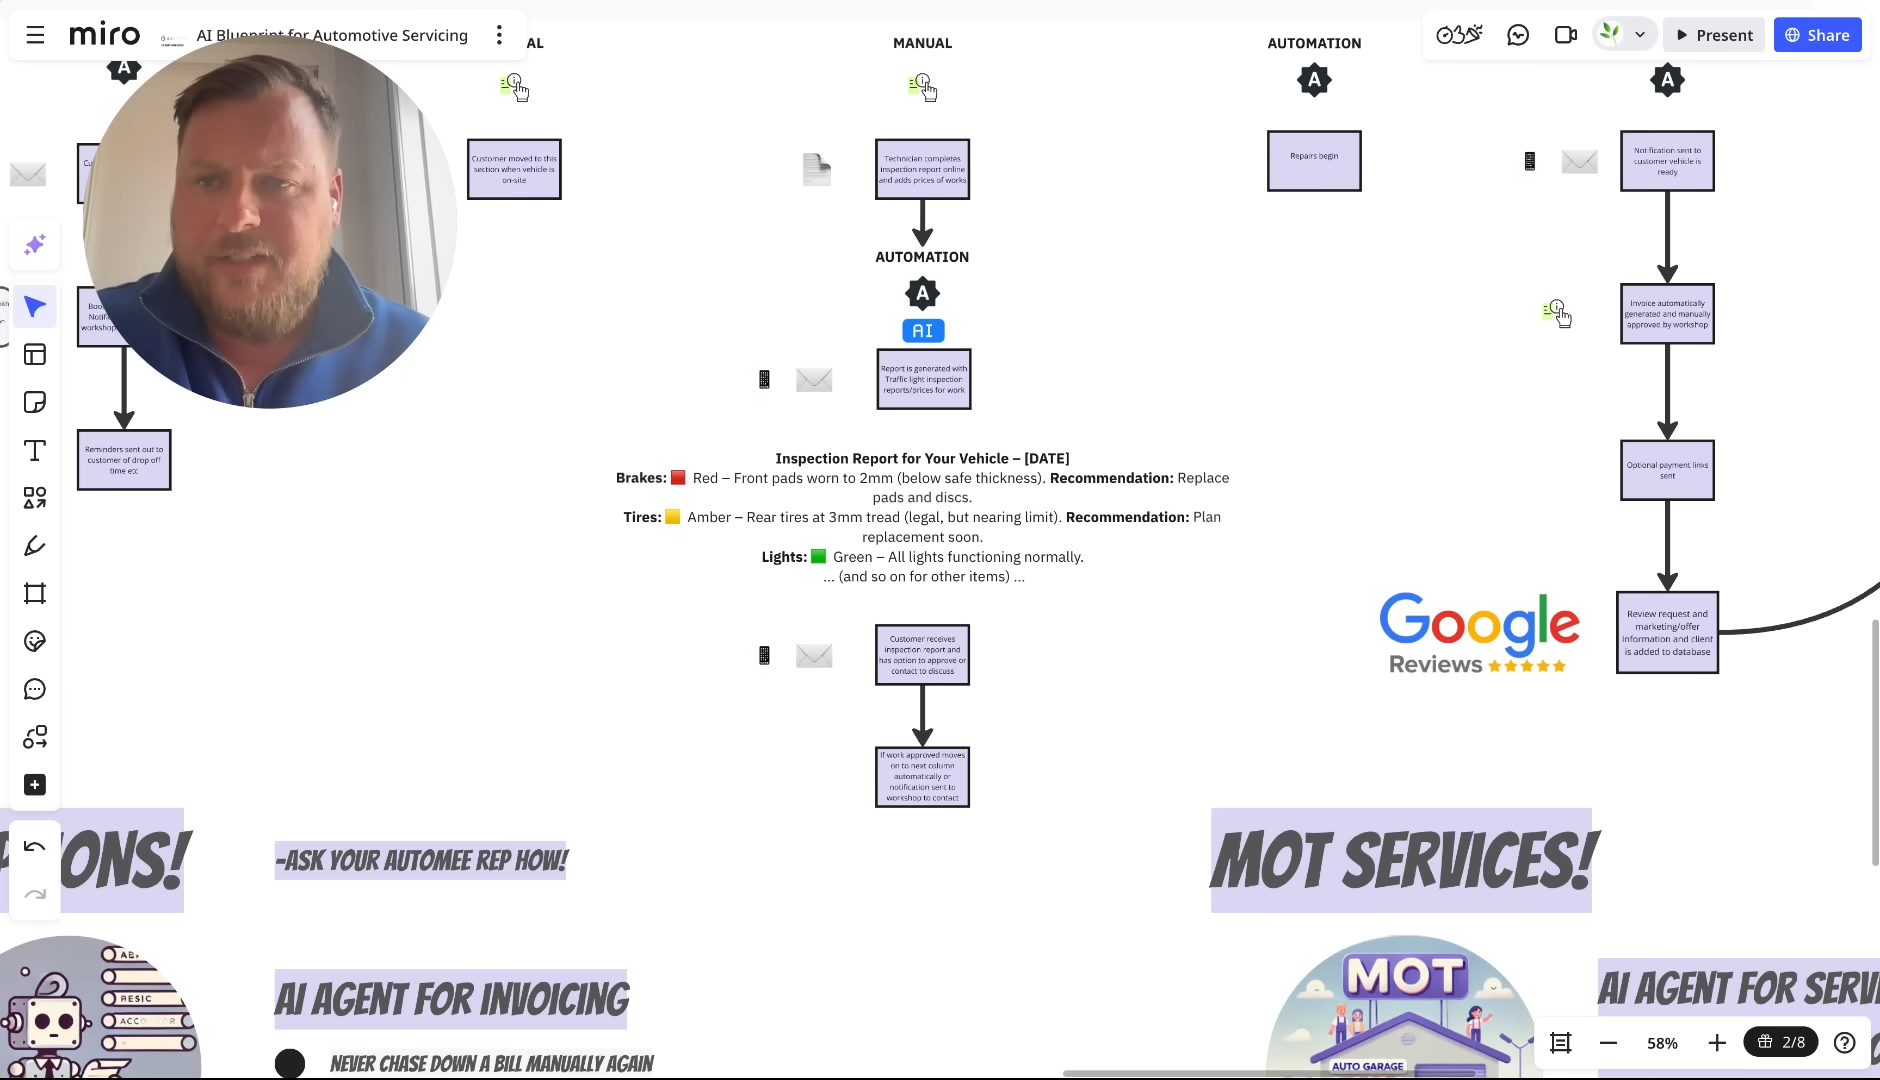 miro
AI Blueprint for Automotive Servicing
Present
Share
AL
MANUAL
AUTOMATION
A
A
A
Customer moved to this
section when vehicle is
on-site
Technician completes
inspection report online
and adds prices of works
Repairs begin
Notification sent to
customer vehicle is
ready
AUTOMATION
A
AI
Report is generated with
Traffic light inspection
reports/prices for work
Invoice automatically
generated and manually
approved by workshop
Reminders sent out to
customer of drop off
time etc
Inspection Report for Your Vehicle – [DATE]
Brakes: Red – Front pads worn to 2mm (below safe thickness). Recommendation: Replace
pads and discs.
Tires: Amber – Rear tires at 3mm tread (legal, but nearing limit). Recommendation: Plan
replacement soon.
Lights: Green – All lights functioning normally.
... (and so on for other items) ...
Optional payment links
sent
Google
Reviews
Review request and
marketing/offer
information and client
is added to database
Customer receives
inspection report and
has option to approve or
contact to discuss
If work approved moves
on to next column
automatically or
notification sent to
workshop to contact
ONS!
-ASK YOUR AUTOMEE REP HOW!
MOT SERVICES!
AI AGENT FOR INVOICING
NEVER CHASE DOWN A BILL MANUALLY AGAIN
RESIC
MOT
AUTO GARAGE
AI AGENT FOR SERVI
58%
2/8